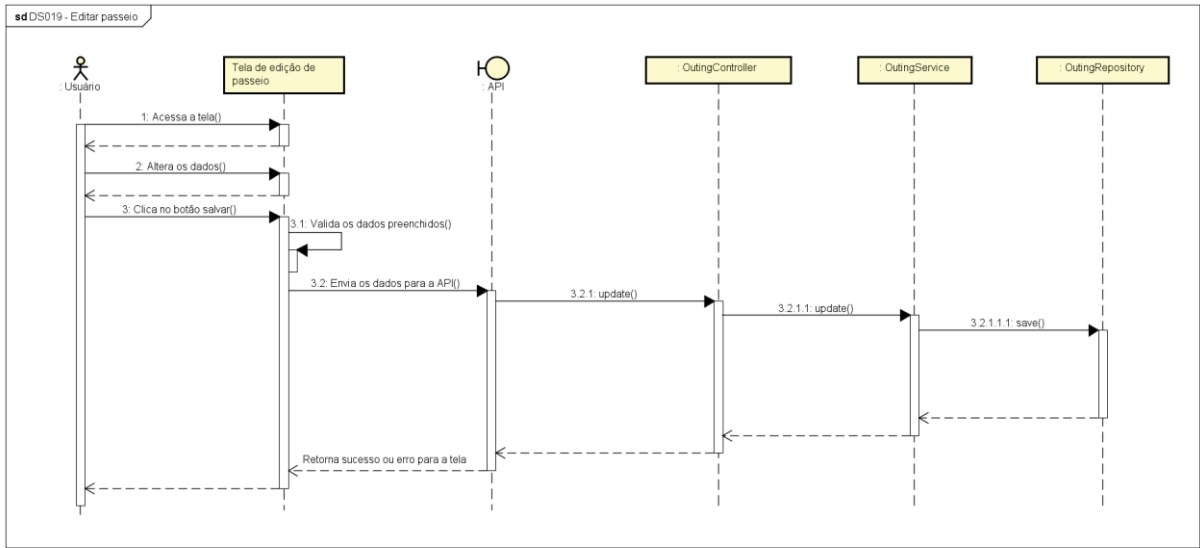 sd DS019 - Editar passeio
: Usuário
Tela de edição de
passeio
: API
: OutingController
: OutingService
: OutingRepository
1: Acessa a tela()
2: Altera os dados()
3: Clica no botão salvar()
3.1: Valida os dados preenchidos()
3.2: Envia os dados para a API()
3.2.1: update()
3.2.1.1: update()
3.2.1.1.1: save()
Retorna sucesso ou erro para a tela